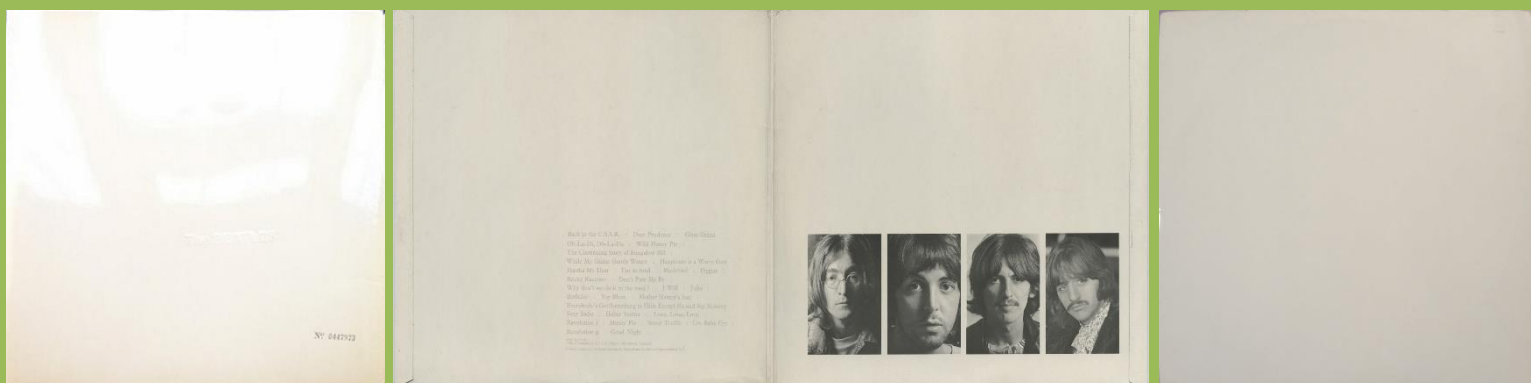 The BEATLES
Nº 0447923
Back in the U.S.S.R. · Dear Prudence · Glass Onion
Ob-La-Di, Ob-La-Da · Wild Honey Pie
The Continuing Story of Bungalow Bill
While My Guitar Gently Weeps · Happiness is a Warm Gun
Martha My Dear · I'm so tired · Blackbird · Piggies
Rocky Raccoon · Don't Pass Me By
Why don't we do it in the road? · I Will · Julia
Birthday · Yer Blues · Mother Nature's Son
Everybody's Got Something to Hide Except Me and My Monkey
Sexy Sadie · Helter Skelter · Long, Long, Long
Revolution 1 · Honey Pie · Savoy Truffle · Cry Baby Cry
Revolution 9 · Good Night